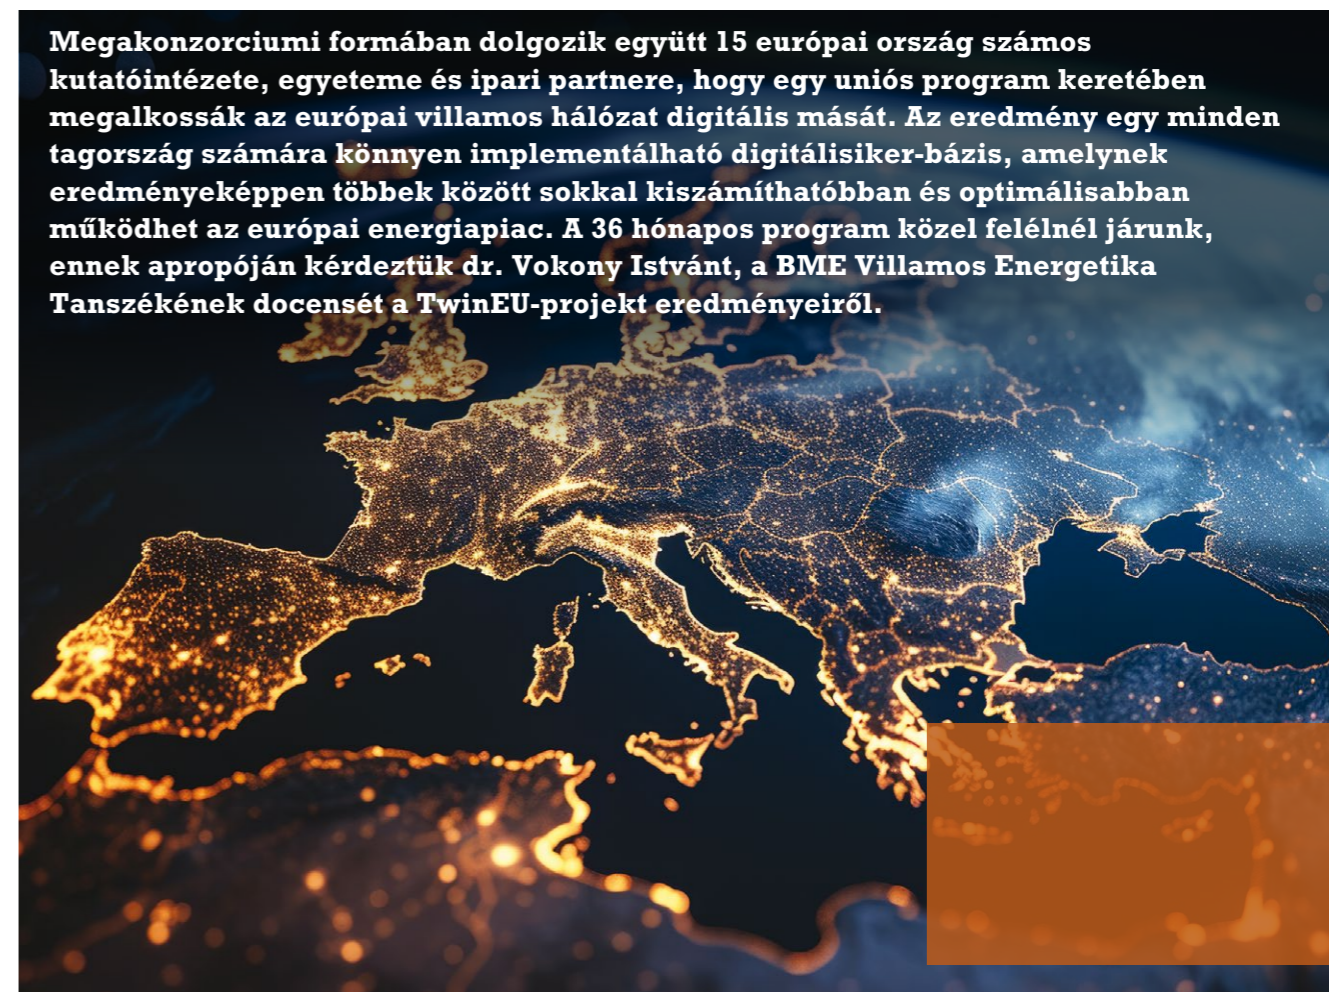 Megakonzorciumi formában dolgozik együtt 15 európai ország számos
kutatóintézete, egyeteme és ipari partnere, hogy egy uniós program keretében
megalkossák az európai villamos hálózat digitális mását. Az eredmény egy minden
tagország számára könnyen implementálható digitálisiker-bázis, amelynek
eredményeképpen többek között sokkal kiszámíthatóbban és optimálisabban
működhet az európai energiapiac. A 36 hónapos program közel felélnél járunk,
ennek apropóján kérdeztük dr. Vokony Istvánt, a BME Villamos Energetika
Tanszékének docensét a TwinEU-projekt eredményeiről.